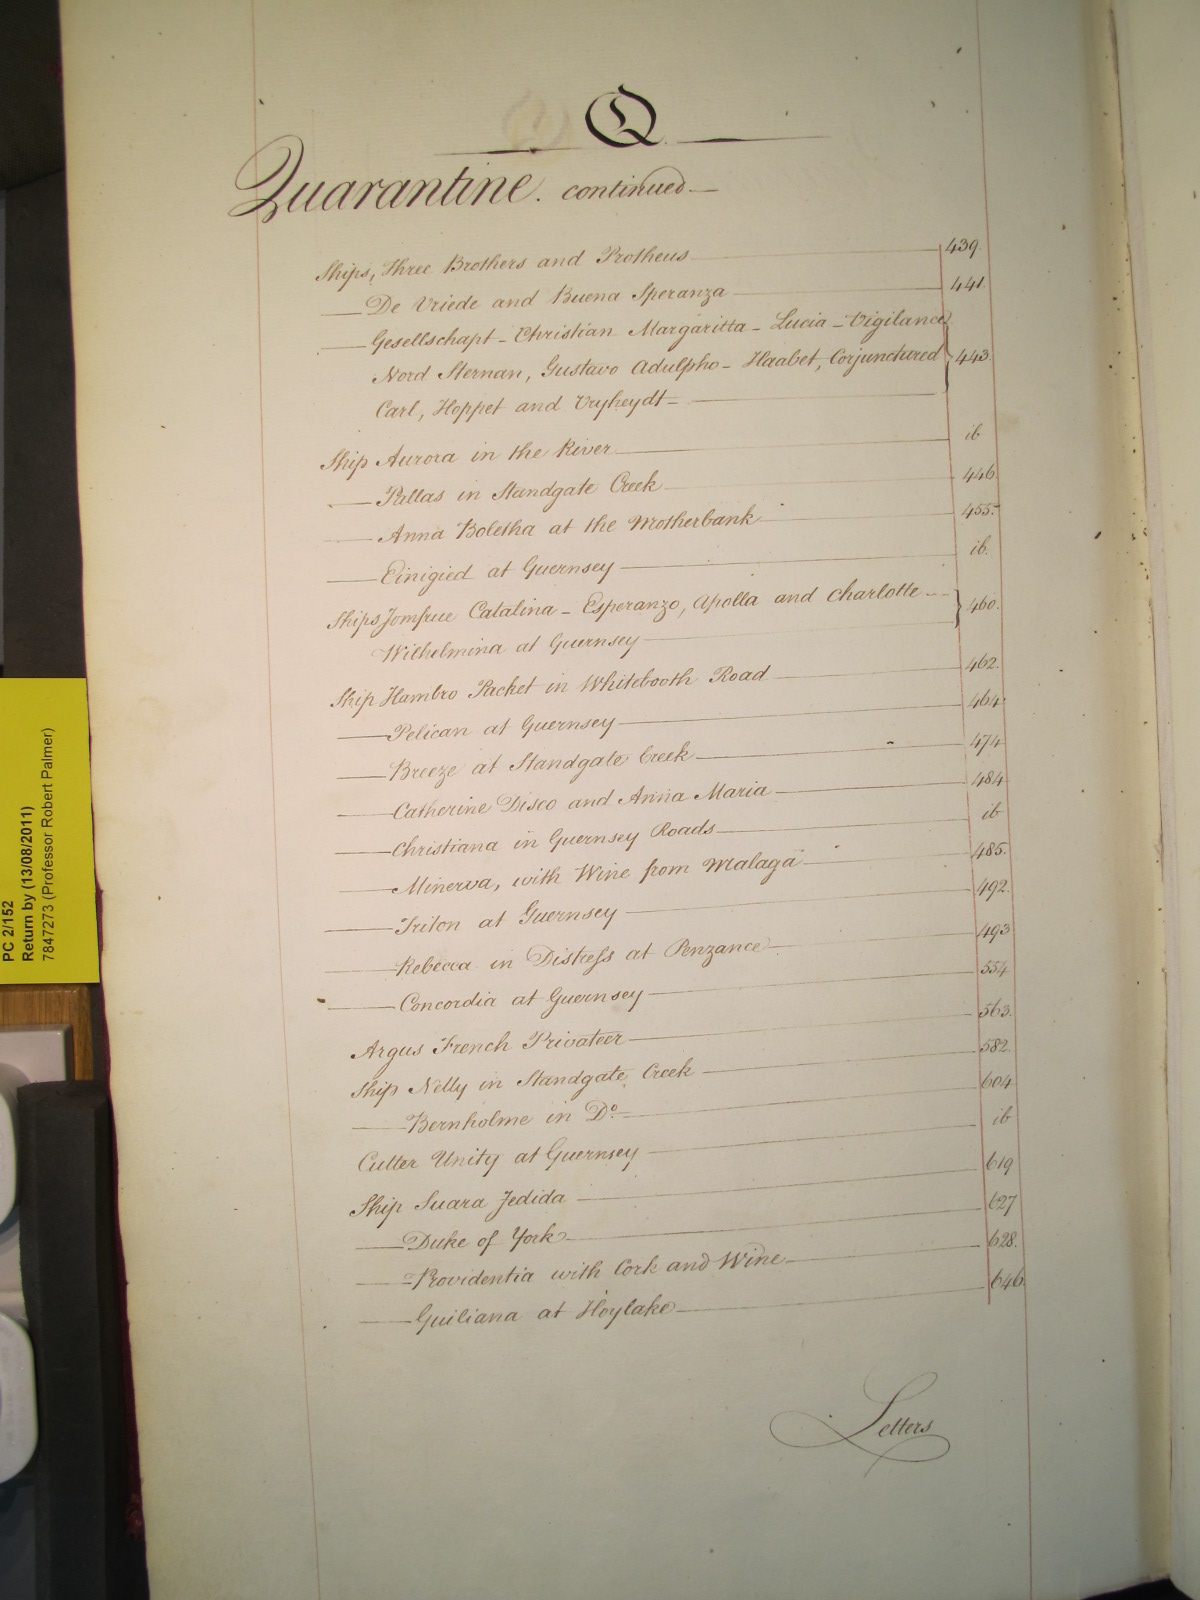 Q
Quarantine. continued—
Ships, Three Brothers and Protheus 439
De Vriede and Buena Speranza 441
Gesellschapt - Christian Margaritta - Lucia - Vigilance
Nord Sternan, Gustavo Adulpho - Haabet, Corjunctured 443
Carl, Hoppet and Vryheydt
Ship Aurora in the River ib
Pallas in Standgate Creek 446
Anna Boletha at the Motherbank 455
Einigied at Guernsey ib
Ships Jomfrue Catalina - Esperanzo, Apolla and Charlotte 460
Wilhelmina at Guernsey
Ship Hambro Packet in Whitebooth Road 462
Pelican at Guernsey 464
Breeze at Standgate Creek 474
Catherine Disco and Anna Maria 484
Christiana in Guernsey Roads ib
Minerva, with Wine from Malaga 485
Triton at Guernsey 492
Rebecca in Distress at Penzance 493
Concordia at Guernsey 554
Argus French Privateer 563
Ship Nelly in Standgate Creek 582
Bernholme in Do 604
Cutter Unity at Guernsey ib
Ship Suara Jedida 619
Duke of York 627
Providentia with Cork and Wine 628
Guiliana at Hoylake 646
Letters
PC 2/152
Return by (13/08/2011)
7847273 (Professor Robert Palmer)